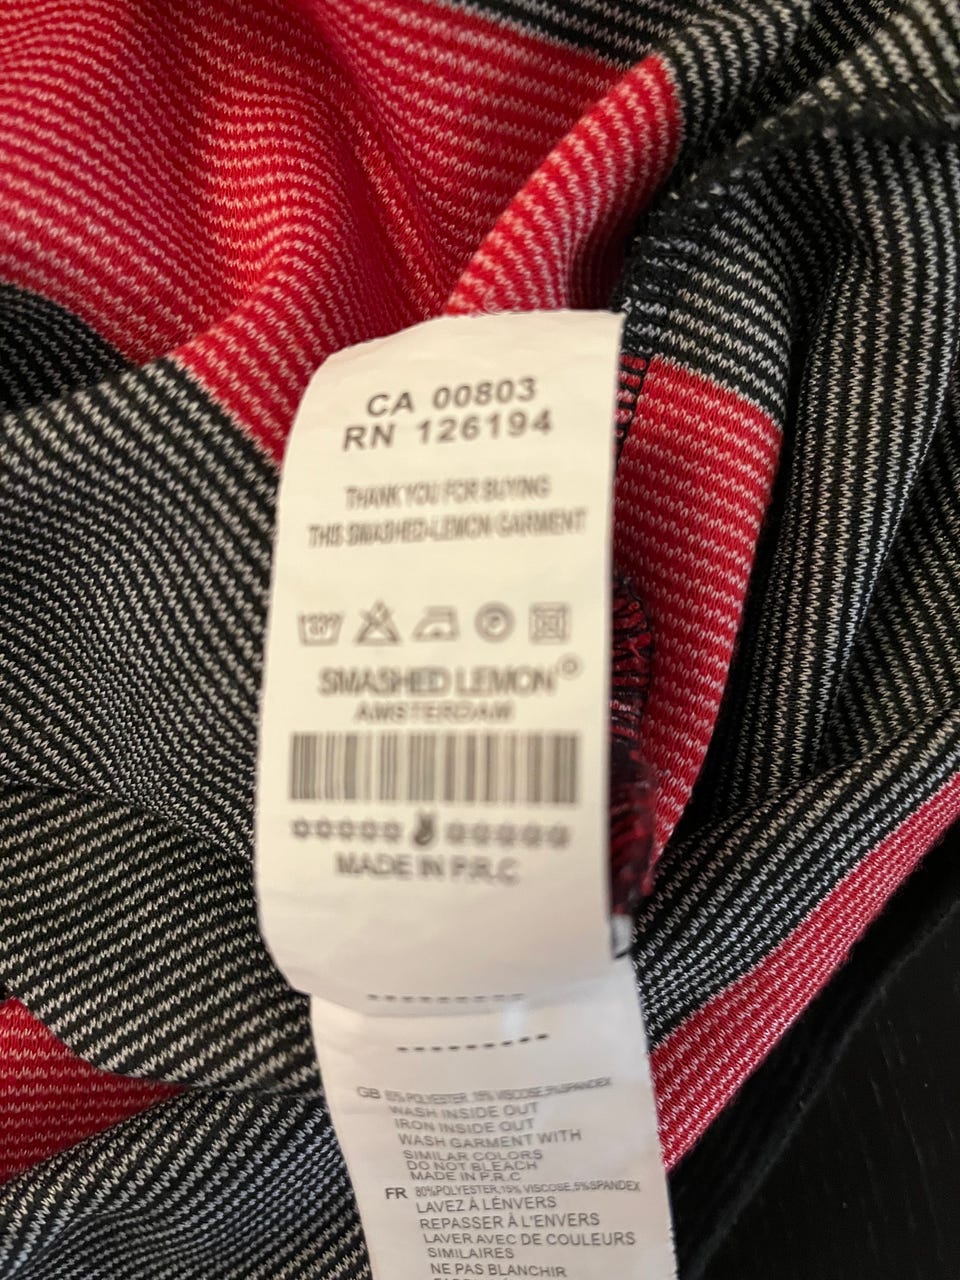 CA 00803
RN 126194
THANK YOU FOR BUYING
THIS SMASHED-LEMON GARMENT
SMASHED LEMON
AMSTERDAM
MADE IN P.R.C
GB 80% POLYESTER, 15% VISCOSE, 5%SPANDEX
WASH INSIDE OUT
IRON INSIDE OUT
WASH GARMENT WITH
SIMILAR COLORS
DO NOT BLEACH
MADE IN P.R.C
FR 80%POLYESTER,15% VISCOSE,5%SPANDEX
LAVEZ À LÉNVERS
REPASSER À L'ENVERS
LAVER AVEC DE COULEURS
SIMILAIRES
NE PAS BLANCHIR